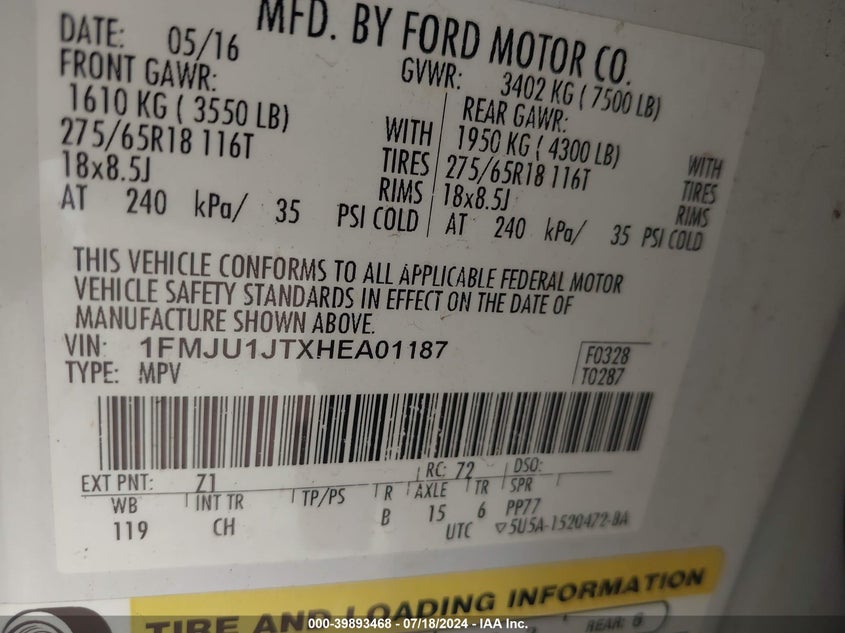 MFD. BY FORD MOTOR CO.
DATE: 05/16
GVWR: 3402 KG ( 7500 LB)
FRONT GAWR:
1610 KG ( 3550 LB)
275/65R18 116T
18x8.5J
WITH
TIRES
RIMS
AT 240 kPa/ 35 PSI COLD
REAR GAWR:
1950 KG ( 4300 LB)
275/65R18 116T
18x8.5J
WITH
TIRES
RIMS
AT 240 kPa/ 35 PSI COLD
THIS VEHICLE CONFORMS TO ALL APPLICABLE FEDERAL MOTOR
VEHICLE SAFETY STANDARDS IN EFFECT ON THE DATE OF
MANUFACTURE SHOWN ABOVE.
VIN: 1FMJU1JTXHEA01187
TYPE: MPV
F0328
T0287
EXT PNT: Z1 RC: 72 DSO:
WB INT TR TP/PS R AXLE TR SPR
119 CH B 15 6 PP77
UTC ▽5U5A-1520472-BA
TIRE AND LOADING INFORMATION
REAR: 6
000-39893468 - 07/18/2024 - IAA Inc.